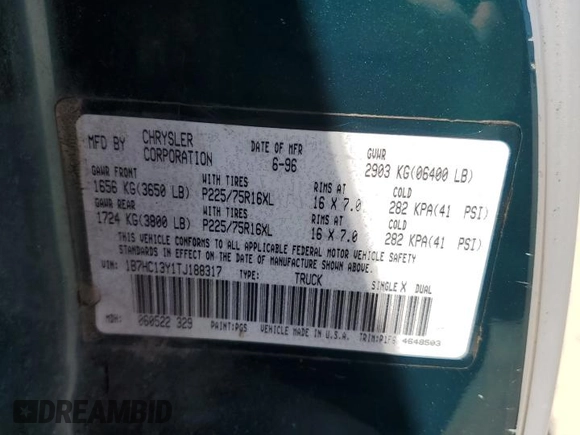 MFD BY CHRYSLER CORPORATION DATE OF MFR 6-96 GVWR 2903 KG(06400 LB)
GAWR FRONT 1656 KG(3650 LB) WITH TIRES P225/75R16XL RIMS AT 16 X 7.0 COLD 282 KPA(41 PSI)
GAWR REAR 1724 KG(3800 LB) WITH TIRES P225/75R16XL RIMS AT 16 X 7.0 COLD 282 KPA(41 PSI)
THIS VEHICLE CONFORMS TO ALL APPLICABLE FEDERAL MOTOR VEHICLE SAFETY
STANDARDS IN EFFECT ON THE DATE OF MANUFACTURE SHOWN ABOVE.
VIN: 1B7HC13Y1TJ188317 TYPE: TRUCK SINGLE X DUAL
MDH: 060522 329 PAINT:PGS VEHICLE MADE IN U.S.A. TRIM: 4648503
DREAMBID